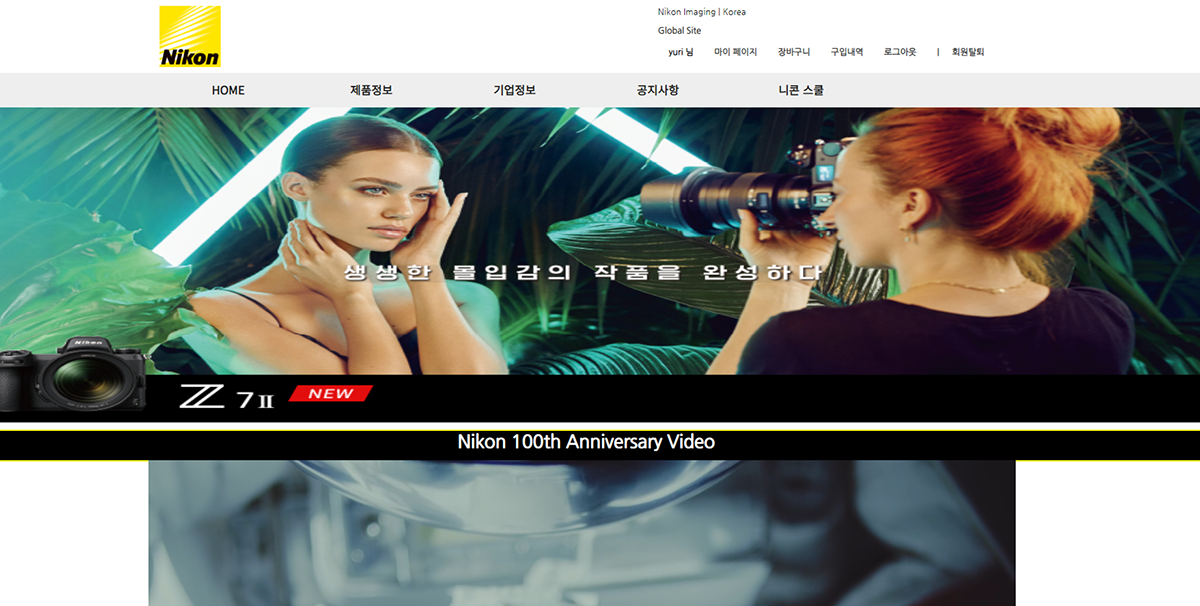 Nikon
Nikon Imaging | Korea
Global Site
yuri 님 마이 페이지 장바구니 구입내역 로그아웃 | 회원탈퇴
HOME 제품정보 기업정보 공지사항 니콘 스쿨
생생한 몰입감의 작품을 완성하다
Nikon
Z 7 II NEW
Nikon 100th Anniversary Video